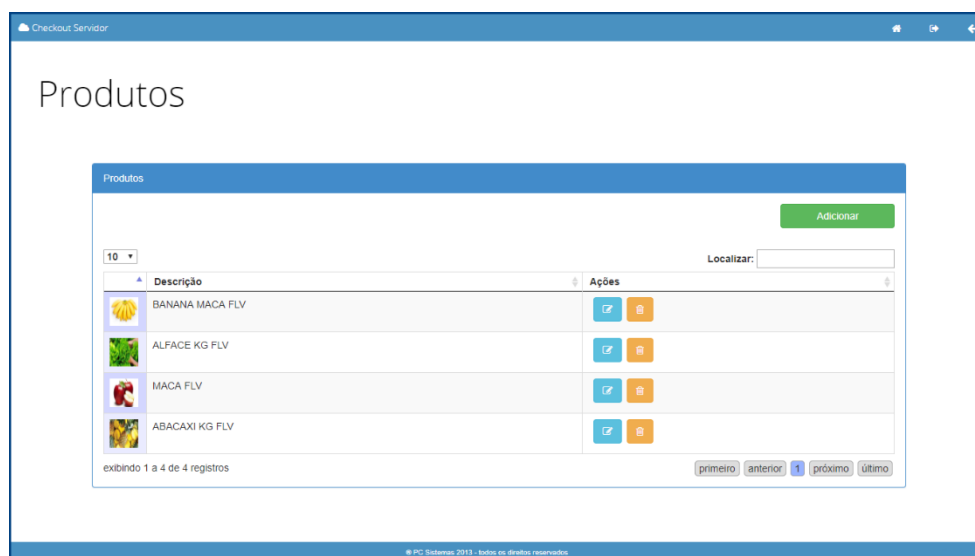 Checkout Servidor
Produtos
Produtos
Adicionar
10
Localizar:
Descrição Ações
BANANA MACA FLV
ALFACE KG FLV
MACA FLV
ABACAXI KG FLV
exibindo 1 a 4 de 4 registros
primeiro anterior 1 próximo último
® PC Sistemas 2013 - todos os direitos reservados